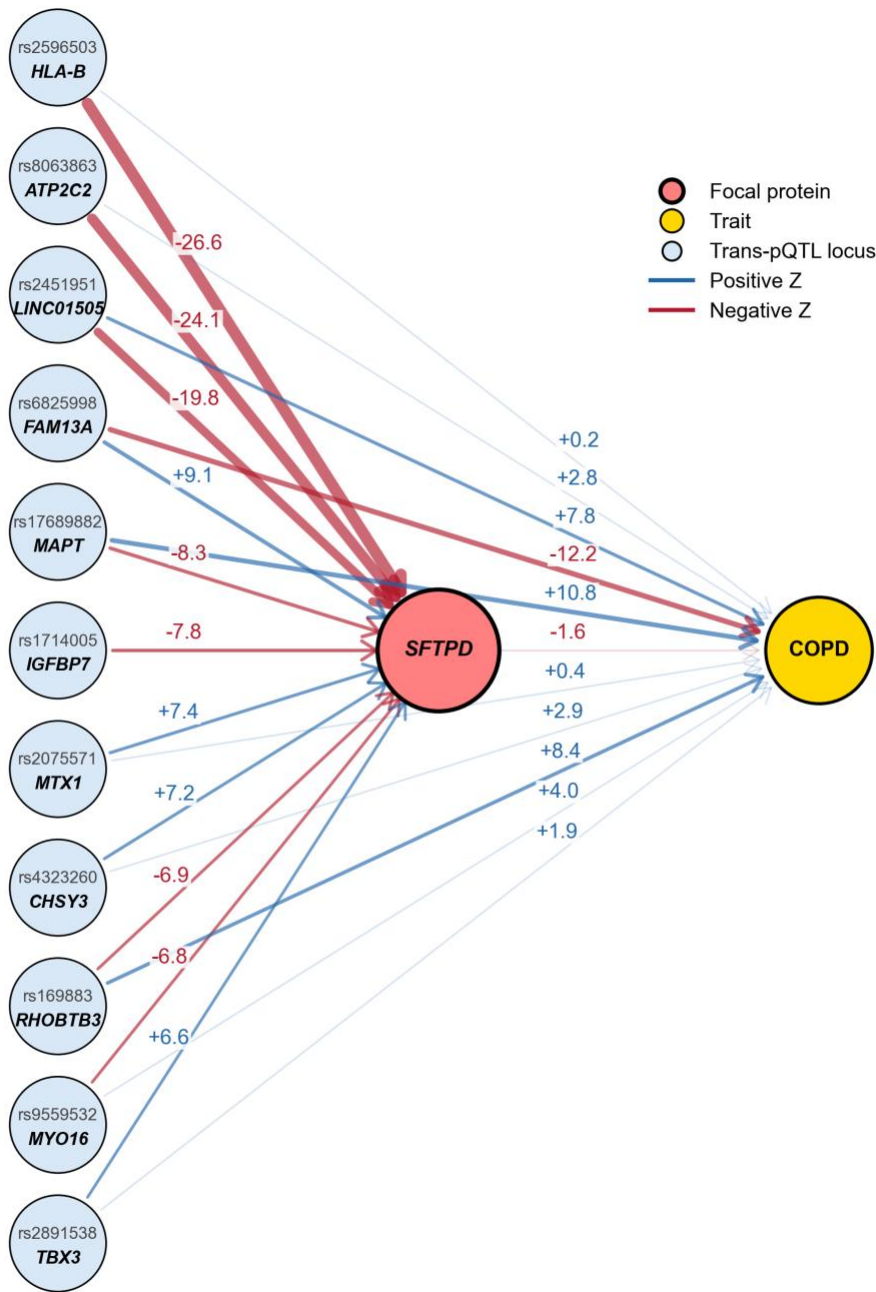 rs2596503
HLA-B
rs8063863
ATP2C2
rs2451951
LINC01505
rs6825998
FAM13A
rs17689882
MAPT
rs1714005
IGFBP7
rs2075571
MTX1
rs4323260
CHSY3
rs169883
RHOBTB3
rs9559532
MYO16
rs2891538
TBX3
-26.6
-24.1
-19.8
+9.1
-8.3
-7.8
+7.4
+7.2
-6.9
-6.8
+6.6
SFTPD
+0.2
+2.8
+7.8
-12.2
+10.8
-1.6
+0.4
+2.9
+8.4
+4.0
+1.9
COPD
Focal protein
Trait
Trans-pQTL locus
Positive Z
Negative Z